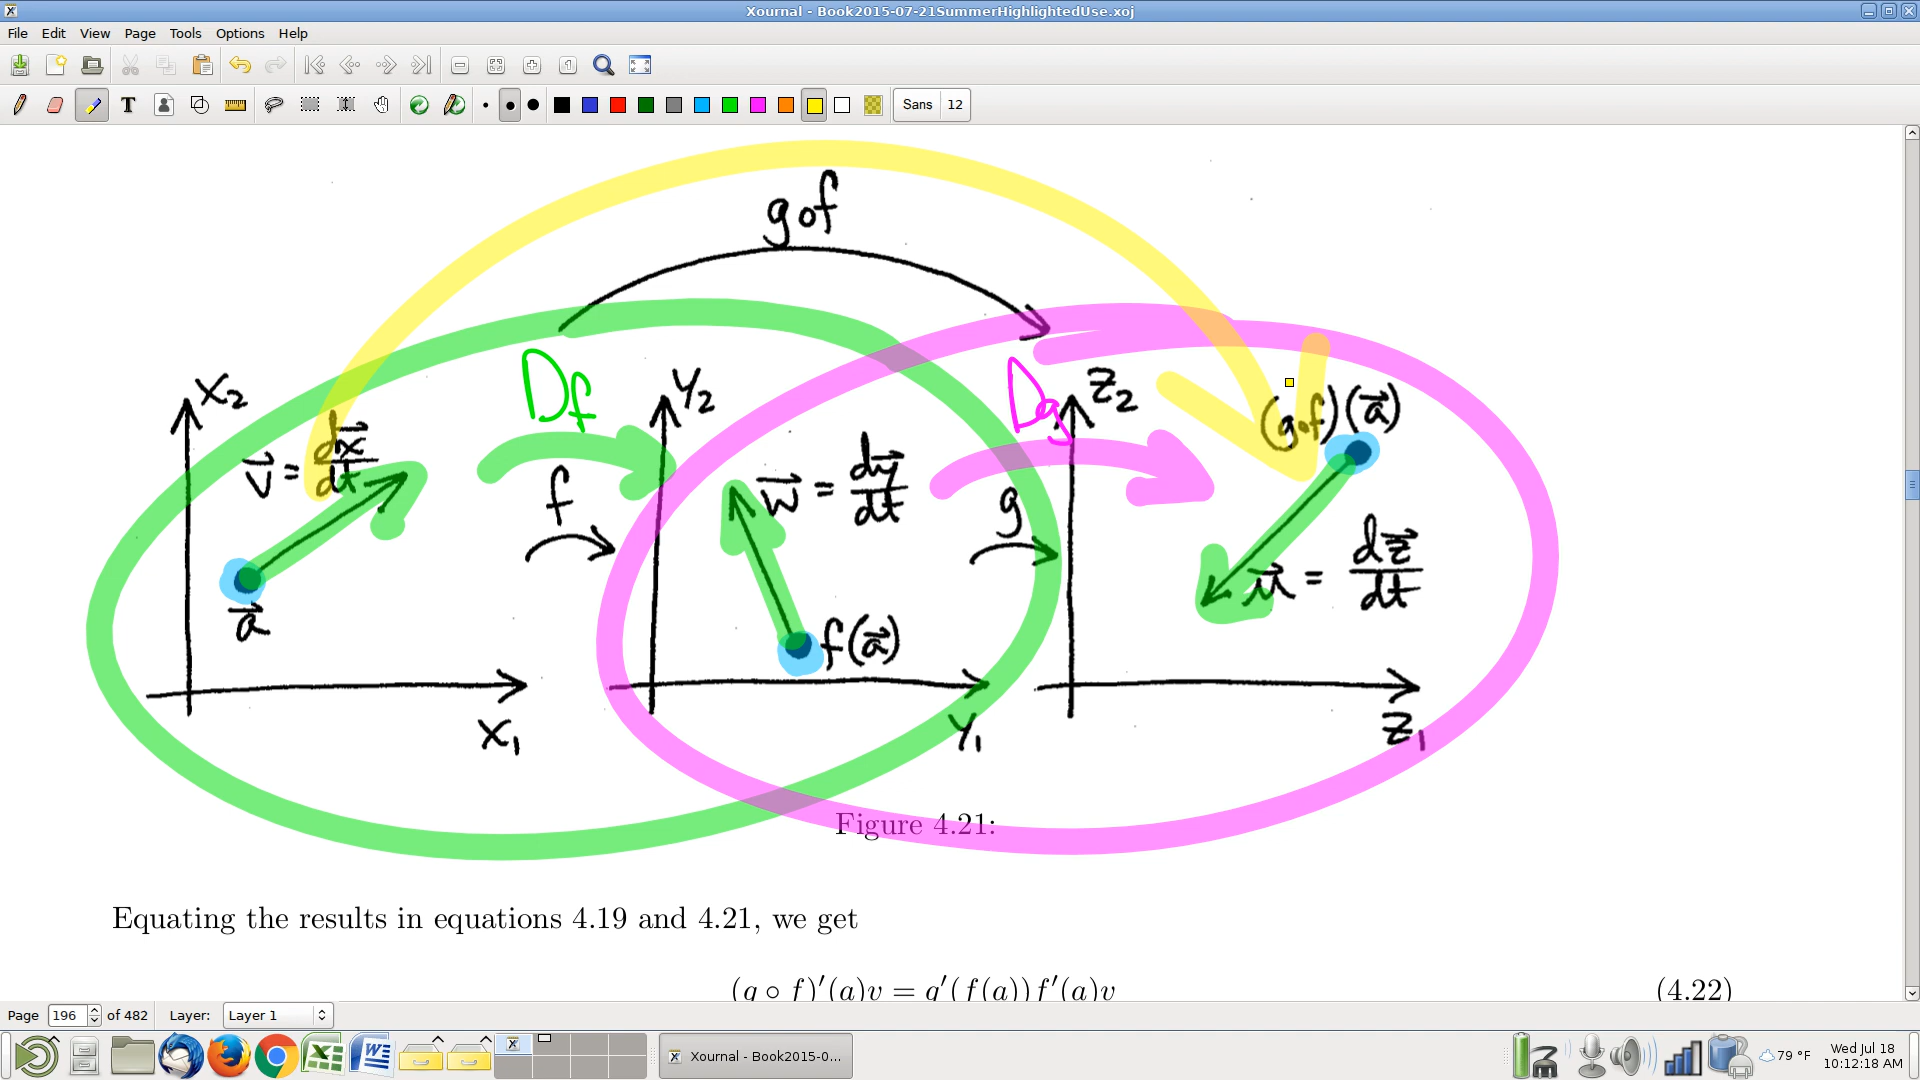 Xournal - Book2015-07-21SummerHighlightedUse.xoj
File Edit View Page Tools Options Help
Sans 12
g∘f
Df
Dg
X₂
Y₂
Z₂
(g∘f)(a⃗)
v⃗ = dx⃗/dt
f
w⃗ = dy⃗/dt
g
u⃗ = dz⃗/dt
a⃗
f(a⃗)
X₁
Y₁
Z₁
Figure 4.21:
Equating the results in equations 4.19 and 4.21, we get
(g ∘ f)′(a)v = g′(f(a))f′(a)v (4.22)
Page 196 of 482 Layer: Layer 1
Xournal - Book2015-0...
79 °F
Wed Jul 18
10:12:18 AM